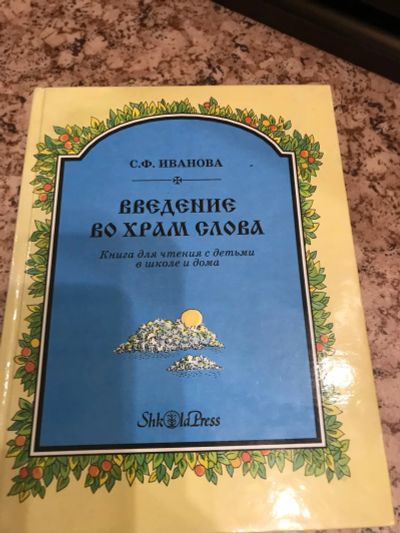 С.Ф. ИВАНОВА
ВВЕДЕНИЕ
ВО ХРАМ СЛОВА
Книга для чтения с детьми
в школе и дома
ShkOlaPress